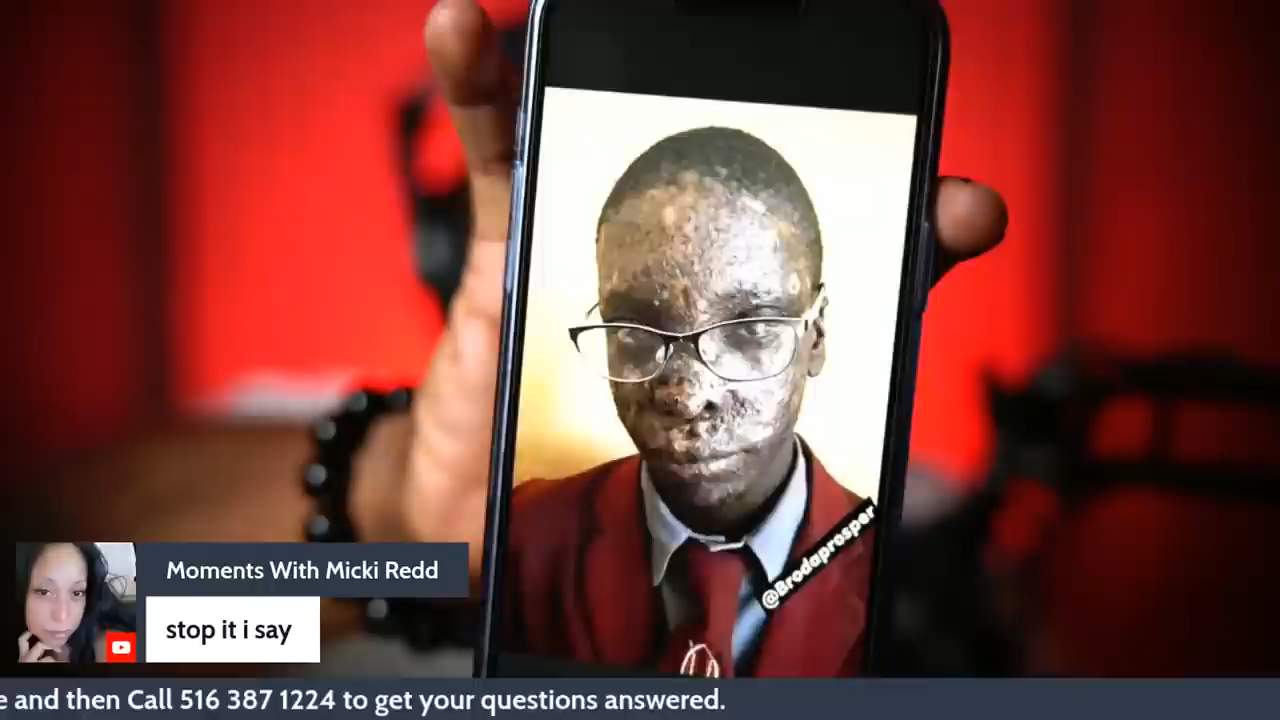 @Brodaprosper
Moments With Micki Redd
stop it i say
e and then Call 516 387 1224 to get your questions answered.